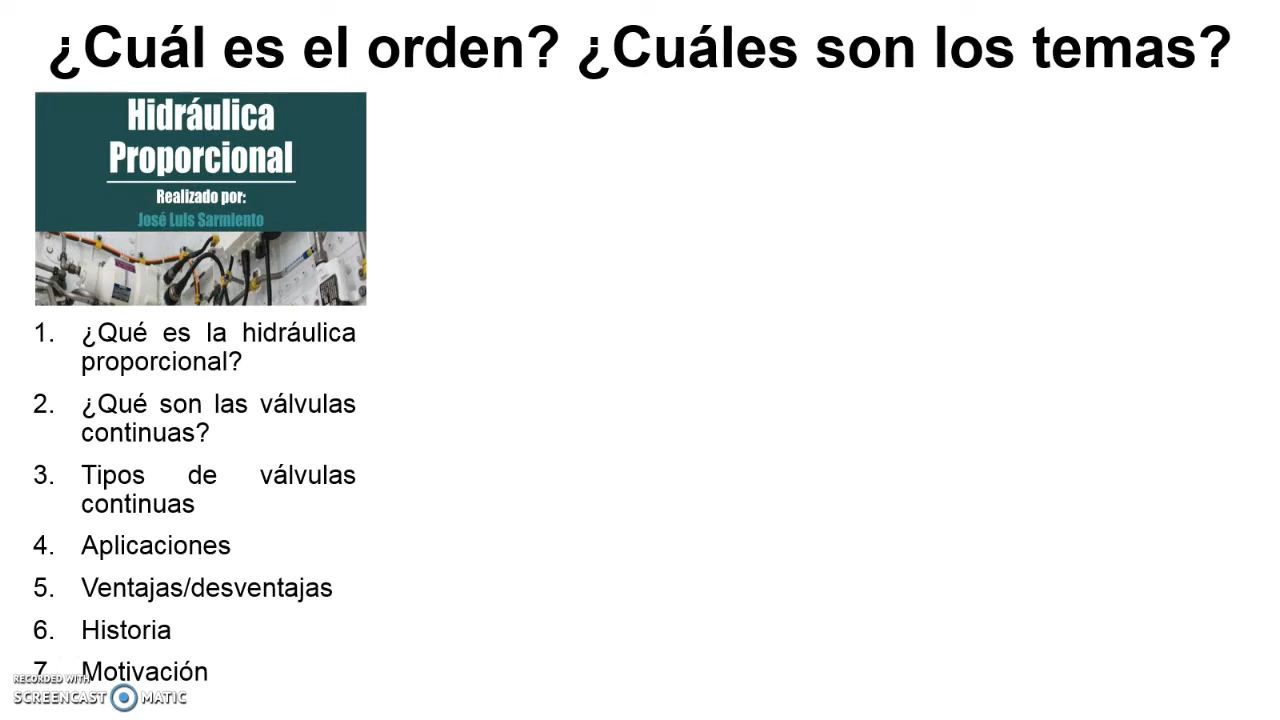 ¿Cuál es el orden? ¿Cuáles son los temas?
Hidráulica
Proporcional
Realizado por:
José Luis Sarmiento
1. ¿Qué es la hidráulica
proporcional?
2. ¿Qué son las válvulas
continuas?
3. Tipos de válvulas
continuas
4. Aplicaciones
5. Ventajas/desventajas
6. Historia
7. Motivación
RECORDED WITH
SCREENCAST MATIC